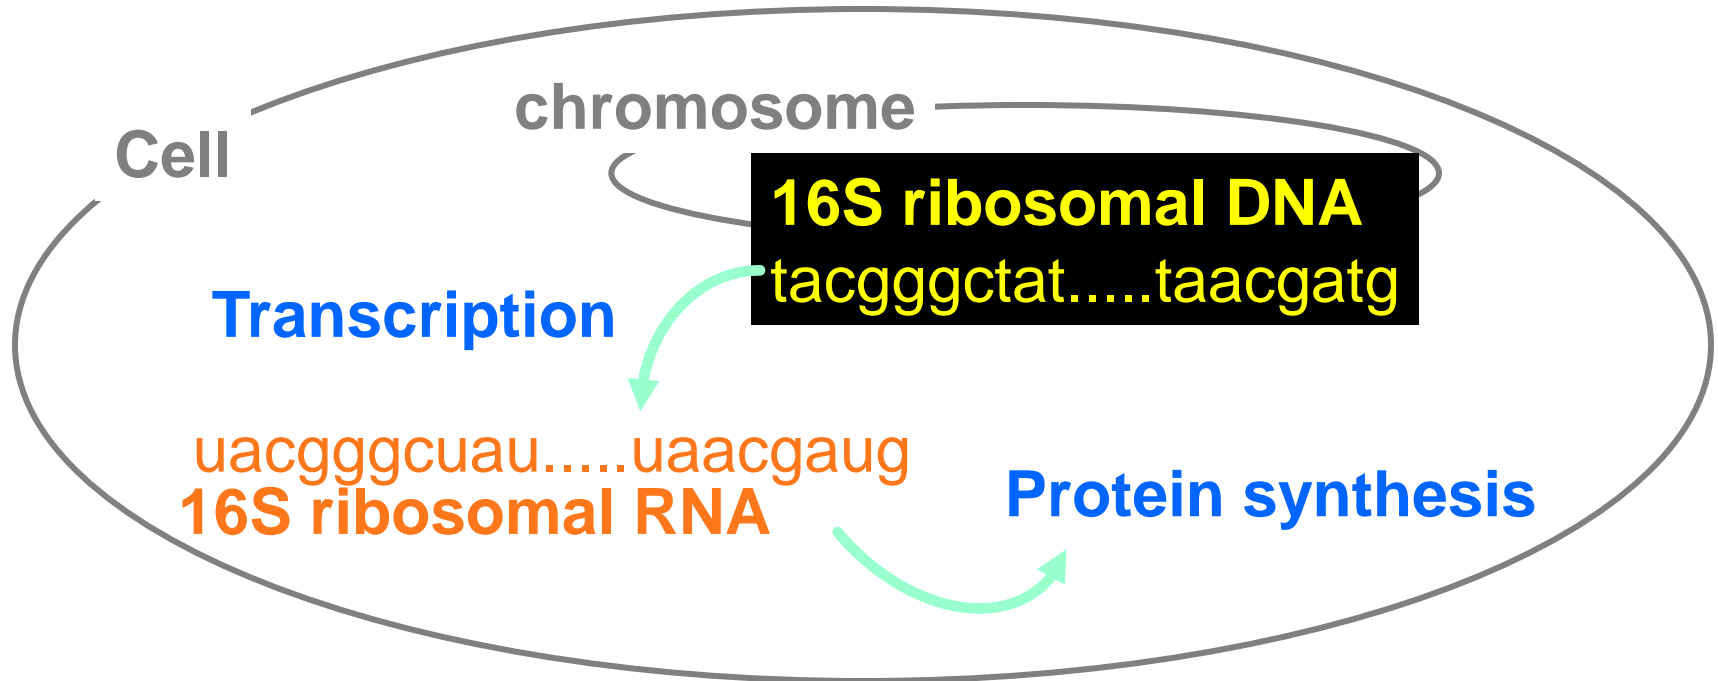 chromosome
Cell
16S ribosomal DNA
tacgggctat.....taacgatg
Transcription
uacgggcuau.....uaacgaug
16S ribosomal RNA
Protein synthesis